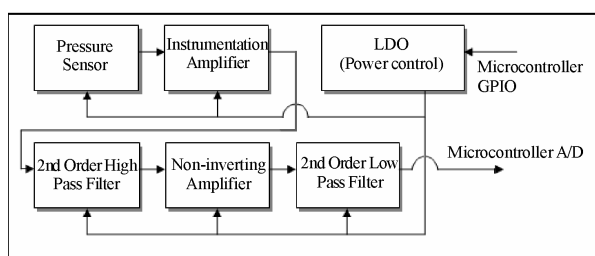 Pressure
Sensor
Instrumentation
Amplifier
LDO
(Power control)
Microcontroller
GPIO
2nd Order High
Pass Filter
Non-inverting
Amplifier
2nd Order Low
Pass Filter
Microcontroller A/D